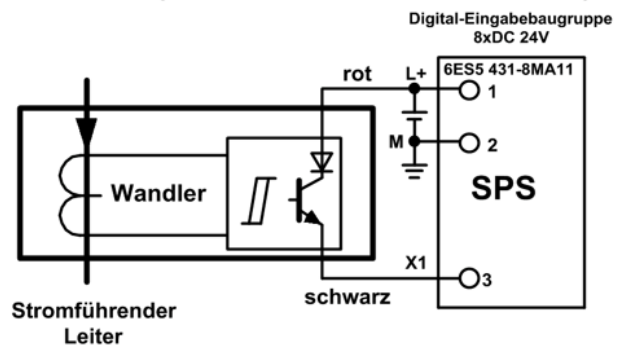 Digital-Eingabebaugruppe
8xDC 24V
6ES5 431-8MA11
rot
L+
1
M
2
Wandler
SPS
X1
3
schwarz
Stromführender
Leiter